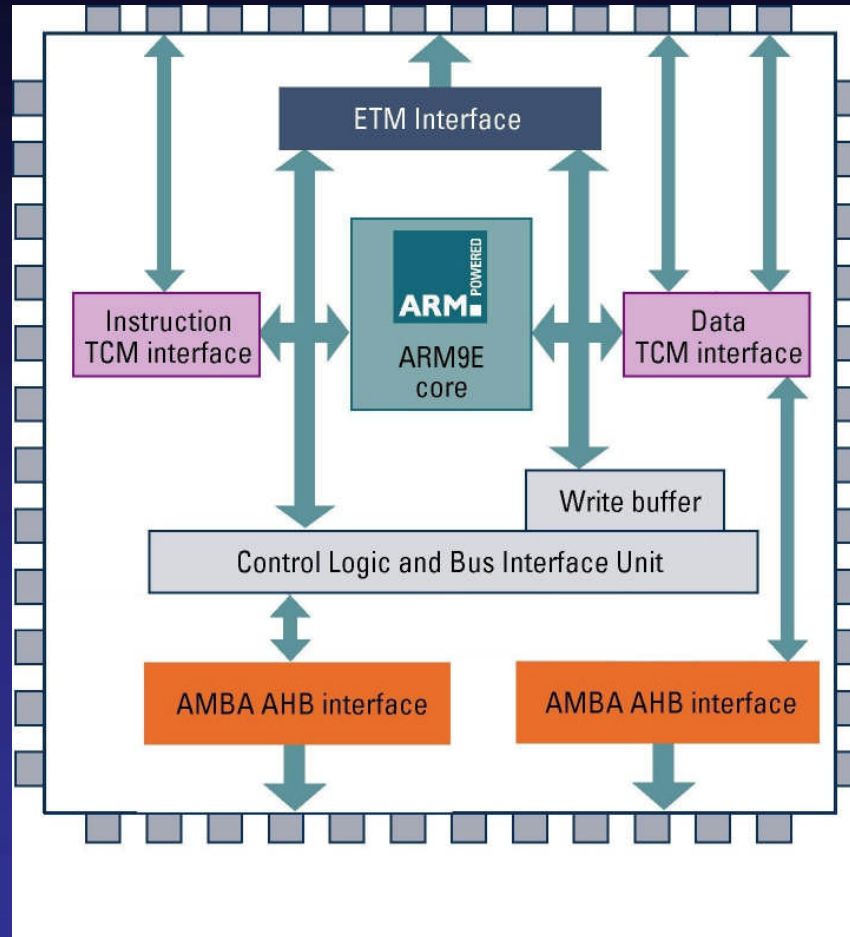 ETM Interface
ARM
POWERED
ARM9E
core
Instruction
TCM interface
Data
TCM interface
Write buffer
Control Logic and Bus Interface Unit
AMBA AHB interface
AMBA AHB interface